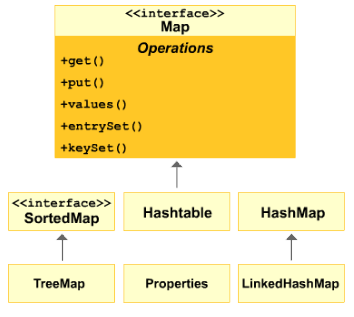 <<interface>>
Map
Operations
+get()
+put()
+values()
+entrySet()
+keySet()
<<interface>>
SortedMap
Hashtable
HashMap
TreeMap
Properties
LinkedHashMap